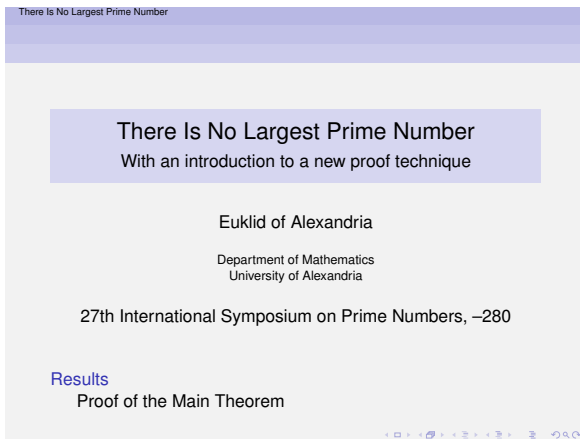 There Is No Largest Prime Number
There Is No Largest Prime Number
With an introduction to a new proof technique
Euklid of Alexandria
Department of Mathematics
University of Alexandria
27th International Symposium on Prime Numbers, –280
Results
Proof of the Main Theorem